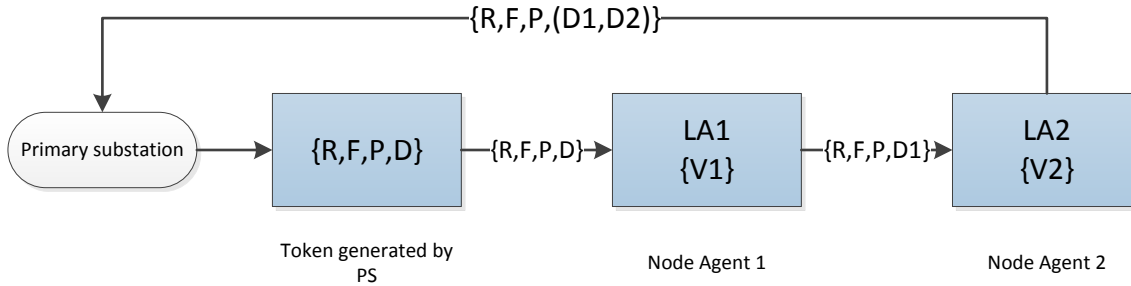 {R,F,P,(D1,D2)}
Primary substation
{R,F,P,D}
{R,F,P,D}
LA1
{V1}
{R,F,P,D1}
LA2
{V2}
Token generated by
PS
Node Agent 1
Node Agent 2